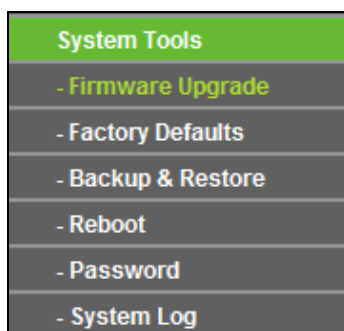 System Tools
- Firmware Upgrade
- Factory Defaults
- Backup & Restore
- Reboot
- Password
- System Log